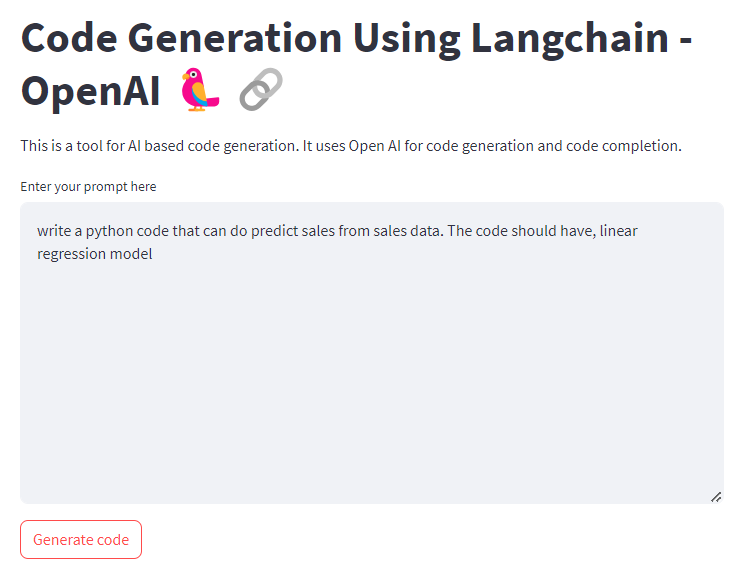 Code Generation Using Langchain -
OpenAI 🦜 🔗
This is a tool for AI based code generation. It uses Open AI for code generation and code completion.
Enter your prompt here
write a python code that can do predict sales from sales data. The code should have, linear
regression model
Generate code